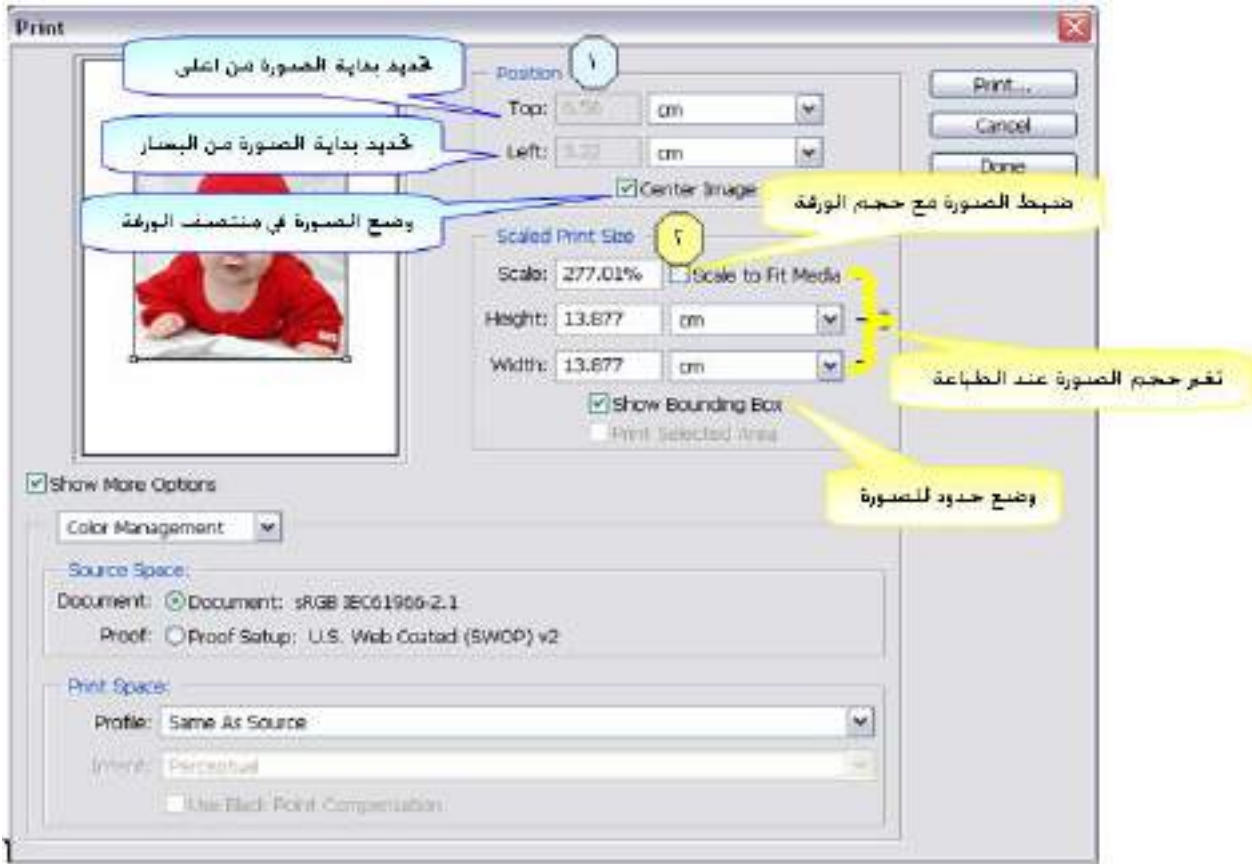 Print
تحديد بداية الصورة من اعلى
١
Position
Print...
Top: 6.56 cm
Cancel
تحديد بداية الصورة من اليسار
Left: cm
Done
Center Image
ضبط الصورة مع حجم الورقة
وضع الصورة في منتصف الورقة
Scaled Print Size
٢
Scale: 277.01% Scale to Fit Media
Height: 13.877 cm
Width: 13.877 cm
تغير حجم الصورة عند الطباعة
Show Bounding Box
Print Selected Area
وضع حدود للصورة
Show More Options
Color Management
Source Space:
Document: Document: sRGB IEC61966-2.1
Proof: Proof Setup: U.S. Web Coated (SWOP) v2
Print Space:
Profile: Same As Source
Intent: Perceptual
Use Black Point Compensation